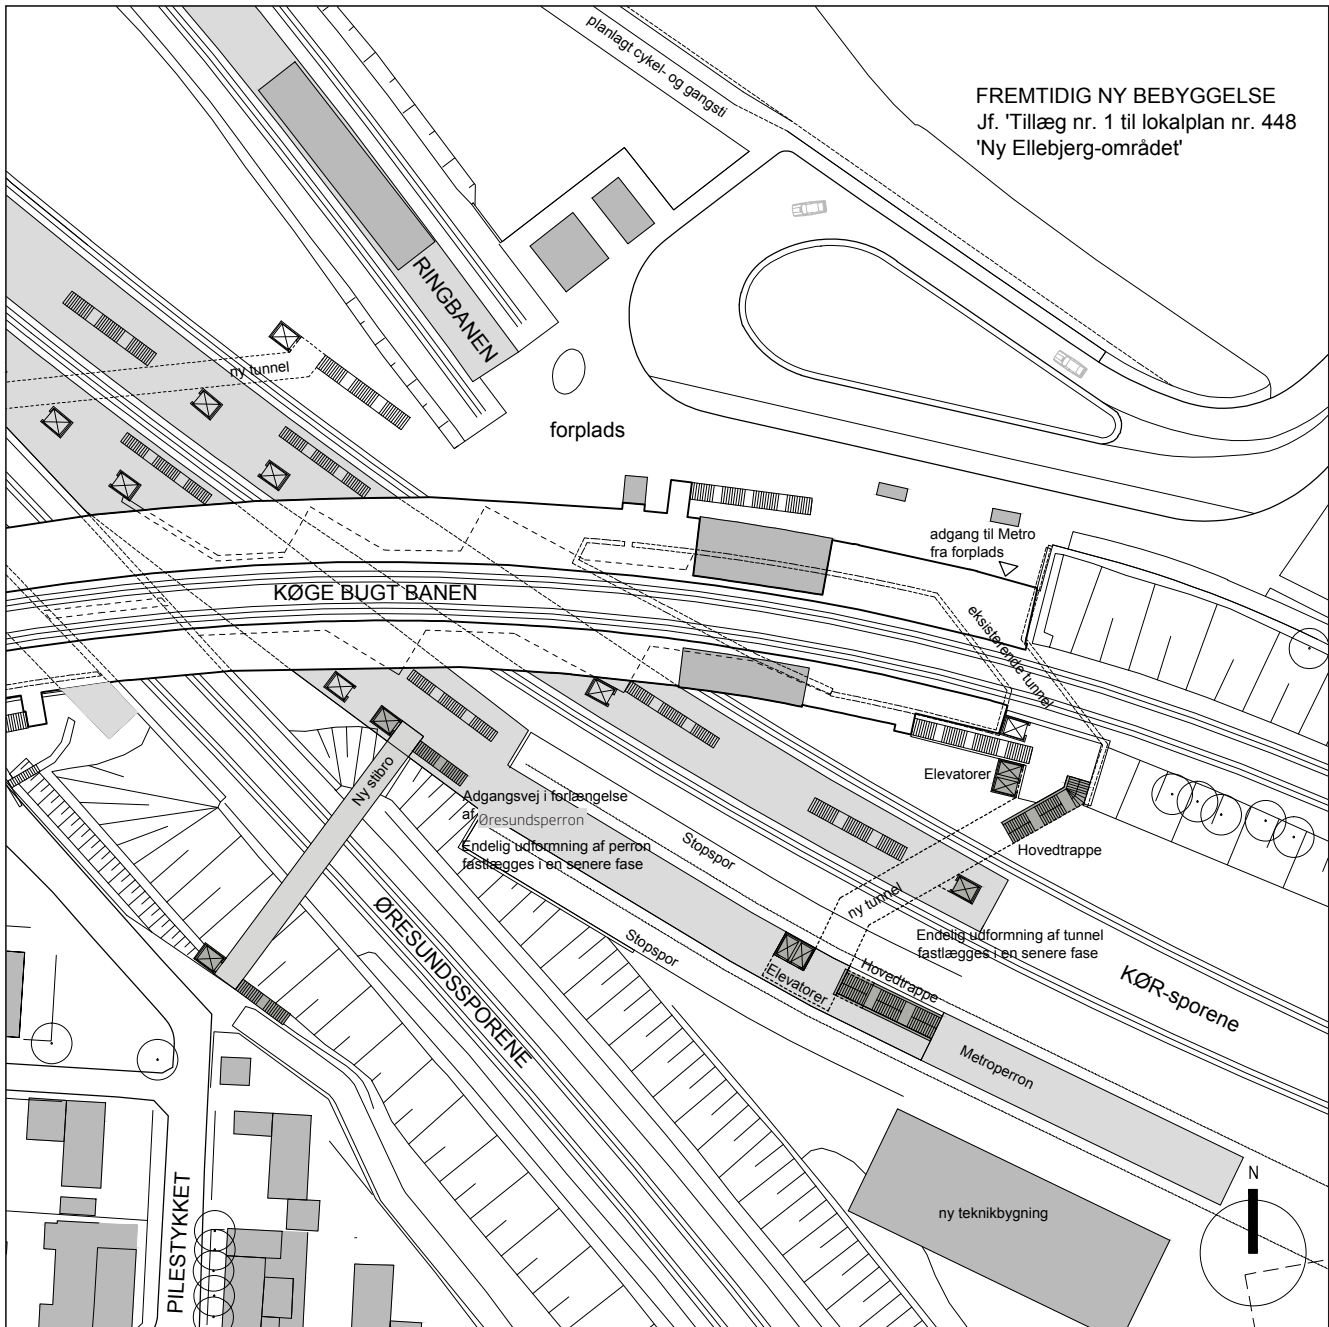 planlagt cykel- og gangsti
FREMTIDIG NY BEBYGGELSE
Jf. 'Tillæg nr. 1 til lokalplan nr. 448
'Ny Ellebjerg-området'
RINGBANEN
ny tunnel
forplads
adgang til Metro
fra forplads
KØGE BUGT BANEN
eksisterende tunnel
Ny stibro
Elevatorer
Adgangsvej i forlængelse
af Øresundsperron
Endelig udformning af perron
fastlægges i en senere fase
Stopspor
Hovedtrappe
ny tunnel
ØRESUNDSSPORENE
Stopspor
Endelig udformning af tunnel
fastlægges i en senere fase
Elevatorer
Hovedtrappe
KØR-sporene
Metroperron
N
PILESTYKKET
ny teknikbygning